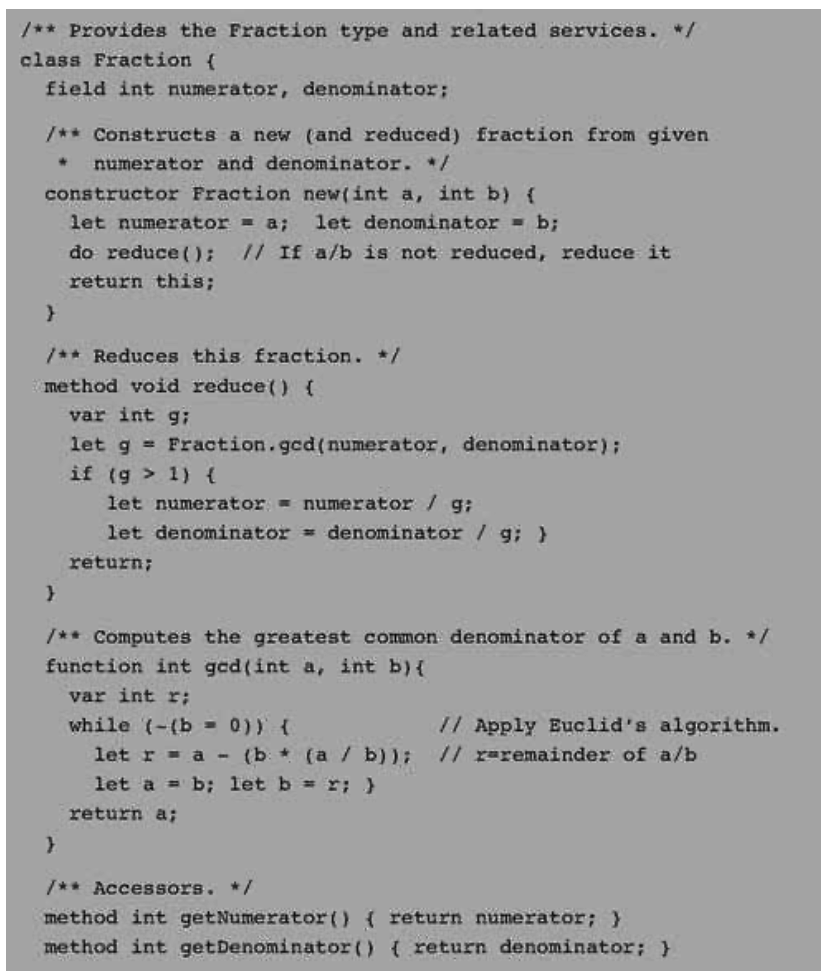 /** Provides the Fraction type and related services. */
class Fraction {
  field int numerator, denominator;
  /** Constructs a new (and reduced) fraction from given
   *  numerator and denominator. */
  constructor Fraction new(int a, int b) {
    let numerator = a;  let denominator = b;
    do reduce();  // If a/b is not reduced, reduce it
    return this;
  }
  /** Reduces this fraction. */
  method void reduce() {
    var int g;
    let g = Fraction.gcd(numerator, denominator);
    if (g > 1) {
       let numerator = numerator / g;
       let denominator = denominator / g; }
    return;
  }
  /** Computes the greatest common denominator of a and b. */
  function int gcd(int a, int b){
    var int r;
    while (~(b = 0)) {             // Apply Euclid's algorithm.
      let r = a - (b * (a / b));  // r=remainder of a/b
      let a = b; let b = r; }
    return a;
  }
  /** Accessors. */
  method int getNumerator() { return numerator; }
  method int getDenominator() { return denominator; }